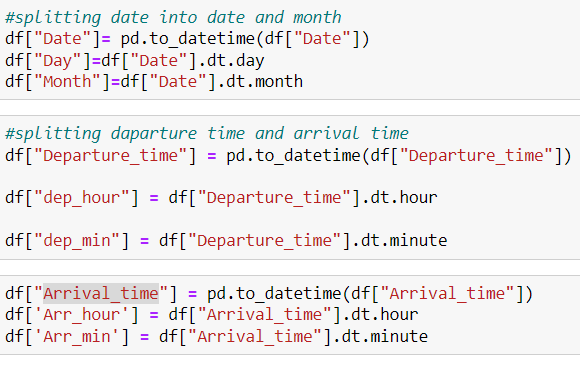 #splitting date into date and month
df["Date"]= pd.to_datetime(df["Date"])
df["Day"]=df["Date"].dt.day
df["Month"]=df["Date"].dt.month
#splitting daparture time and arrival time
df["Departure_time"] = pd.to_datetime(df["Departure_time"])
df["dep_hour"] = df["Departure_time"].dt.hour
df["dep_min"] = df["Departure_time"].dt.minute
df["Arrival_time"] = pd.to_datetime(df["Arrival_time"])
df['Arr_hour'] = df["Arrival_time"].dt.hour
df['Arr_min'] = df["Arrival_time"].dt.minute